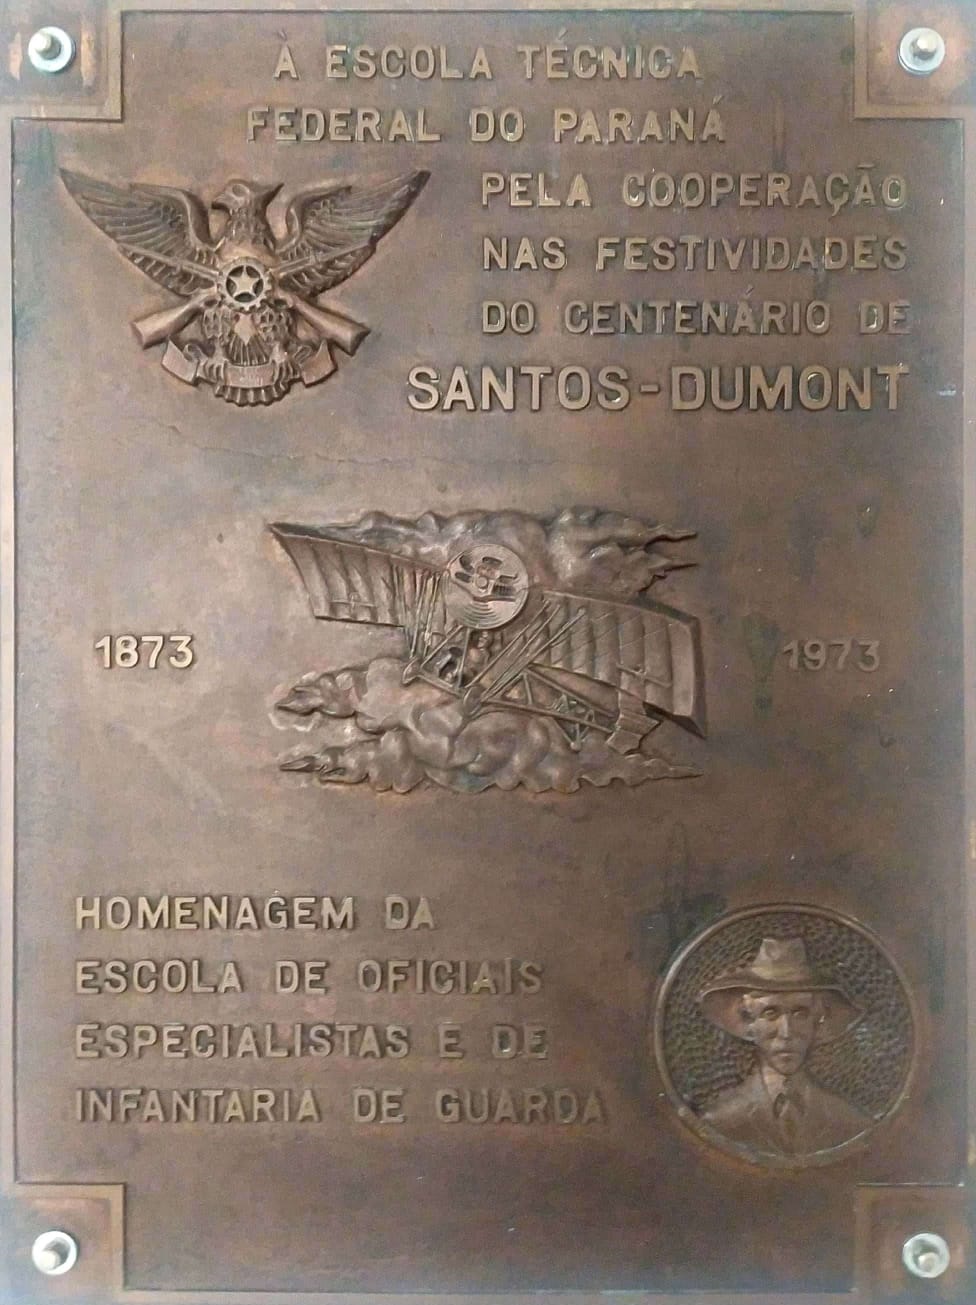 À ESCOLA TÉCNICA
FEDERAL DO PARANÁ
PELA COOPERAÇÃO
NAS FESTIVIDADES
DO CENTENÁRIO DE
SANTOS-DUMONT
1873
1973
HOMENAGEM DA
ESCOLA DE OFICIAIS
ESPECIALISTAS E DE
INFANTARIA DE GUARDA